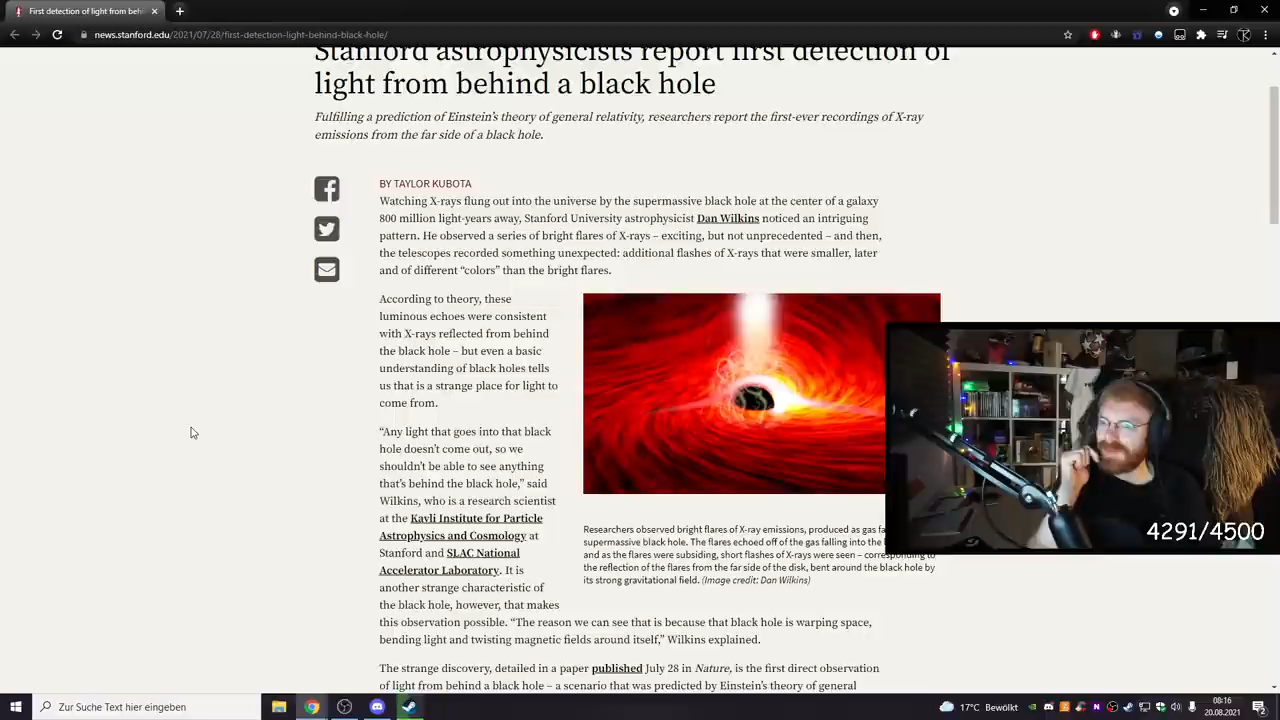 First detection of light from behi
news.stanford.edu/2021/07/28/first-detection-light-behind-black-hole/
Stanford astrophysicists report first detection of
light from behind a black hole
Fulfilling a prediction of Einstein's theory of general relativity, researchers report the first-ever recordings of X-ray
emissions from the far side of a black hole.
BY TAYLOR KUBOTA
Watching X-rays flung out into the universe by the supermassive black hole at the center of a galaxy
800 million light-years away, Stanford University astrophysicist Dan Wilkins noticed an intriguing
pattern. He observed a series of bright flares of X-rays – exciting, but not unprecedented – and then,
the telescopes recorded something unexpected: additional flashes of X-rays that were smaller, later
and of different “colors” than the bright flares.
According to theory, these
luminous echoes were consistent
with X-rays reflected from behind
the black hole – but even a basic
understanding of black holes tells
us that is a strange place for light to
come from.
“Any light that goes into that black
hole doesn't come out, so we
shouldn't be able to see anything
that's behind the black hole,” said
Wilkins, who is a research scientist
at the Kavli Institute for Particle
Astrophysics and Cosmology at
Stanford and SLAC National
Accelerator Laboratory. It is
another strange characteristic of
the black hole, however, that makes
this observation possible. “The reason we can see that is because that black hole is warping space,
bending light and twisting magnetic fields around itself,” Wilkins explained.
The strange discovery, detailed in a paper published July 28 in Nature, is the first direct observation
of light from behind a black hole – a scenario that was predicted by Einstein's theory of general
Researchers observed bright flares of X-ray emissions, produced as gas fa
supermassive black hole. The flares echoed off of the gas falling into the b
and as the flares were subsiding, short flashes of X-rays were seen – corresponding to
the reflection of the flares from the far side of the disk, bent around the black hole by
its strong gravitational field. (Image credit: Dan Wilkins)
4291/4500
Zur Suche Text hier eingeben
17°C Bewölkt
08:16
20.08.2021